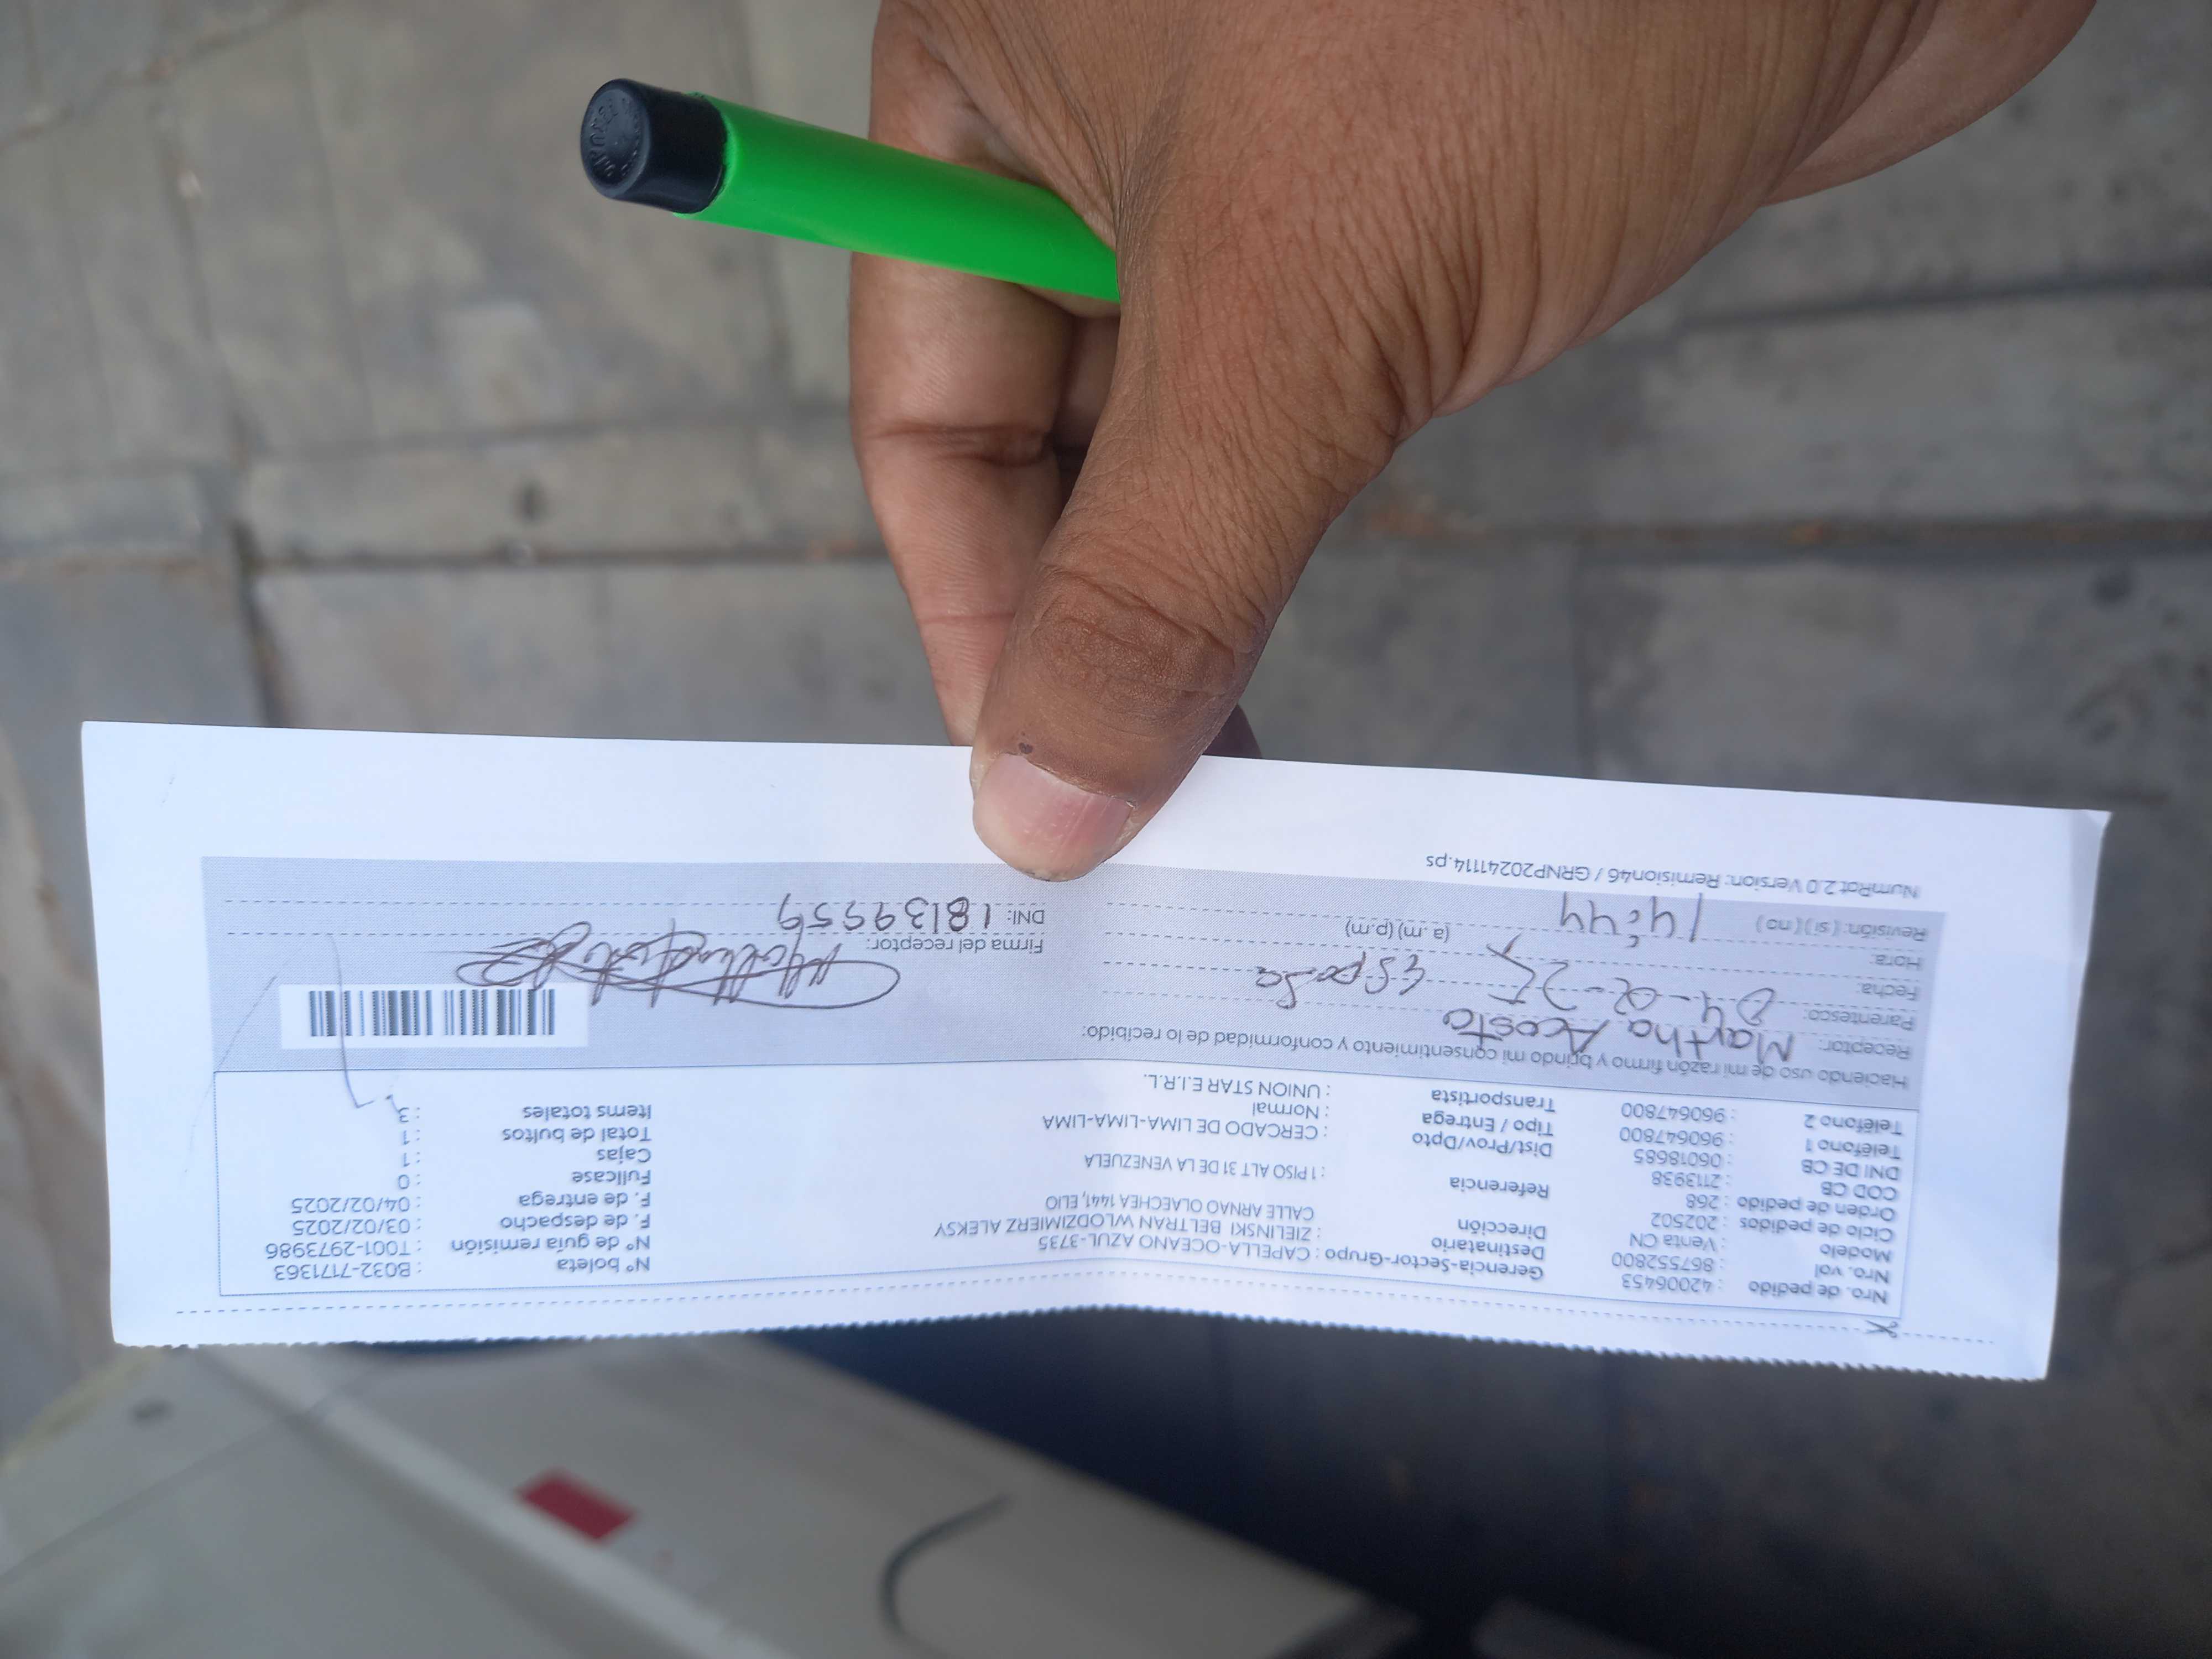 Nro. de pedido : 42006453
Nro. vol : 867552800
Modelo : Venta CN
Ciclo de pedidos : 202502
Orden de pedido : 268
COD CB : 2113938
DNI DE CB : 06018685
Teléfono 1 : 960647800
Teléfono 2 : 960647800
Gerencia-Sector-Grupo : CAPELLA-OCEANO AZUL-3735
Destinatario : ZIELINSKI BELTRAN WLODZIMIERZ ALEKSY
Dirección CALLE ARNAO OLAECHEA 1441, ELIO
Referencia : 1 PISO ALT 31 DE LA VENEZUELA
Dist/Prov/Dpto : CERCADO DE LIMA-LIMA-LIMA
Tipo / Entrega : Normal
Transportista : UNION STAR E.I.R.L.
N° boleta : B032-7171363
N° de guía remisión : T001-2973986
F. de despacho : 03/02/2025
F. de entrega : 04/02/2025
Fullcase : 0
Cajas : 1
Total de bultos : 1
Items totales : 3
Haciendo uso de mi razón firmo y brindo mi consentimiento y conformidad de lo recibido:
Receptor: Martha Acosta
Parentesco: Esposa
Fecha: 04-02-25
Hora: 14:44 (a.m) (p.m)
Revisión: ( si ) ( no )
Firma del receptor:
DNI: 18139559
NumRot 2.0 Version: Remision46 / GRNP20241114.ps